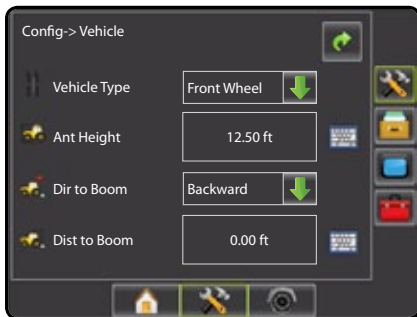 Config-> Vehicle
Vehicle Type Front Wheel
Ant Height 12.50 ft
Dir to Boom Backward
Dist to Boom 0.00 ft